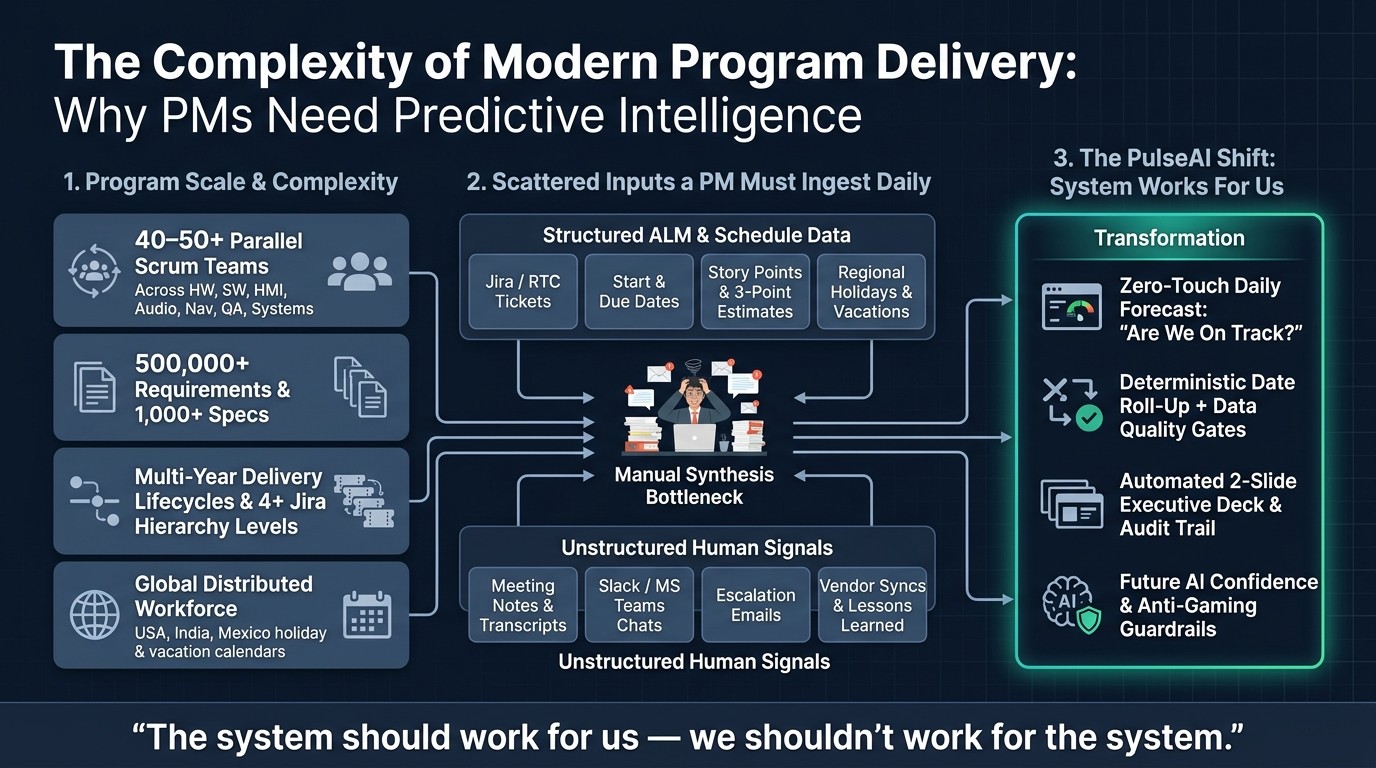 The Complexity of Modern Program Delivery:
Why PMs Need Predictive Intelligence
1. Program Scale & Complexity
40–50+ Parallel
Scrum Teams
Across HW, SW, HMI,
Audio, Nav, QA, Systems
500,000+
Requirements &
1,000+ Specs
Multi-Year Delivery
Lifecycles & 4+ Jira
Hierarchy Levels
Global Distributed
Workforce
USA, India, Mexico holiday
& vacation calendars
2. Scattered Inputs a PM Must Ingest Daily
Structured ALM & Schedule Data
Jira / RTC
Tickets
Start &
Due Dates
Story Points
& 3-Point
Estimates
Regional
Holidays &
Vacations
Manual Synthesis
Bottleneck
Unstructured Human Signals
Meeting
Notes &
Transcripts
Slack / MS
Teams
Chats
Escalation
Emails
Vendor Syncs
& Lessons
Learned
Unstructured Human Signals
3. The PulseAI Shift:
System Works For Us
Transformation
Zero-Touch Daily
Forecast:
“Are We On Track?”
Deterministic Date
Roll-Up + Data
Quality Gates
Automated 2-Slide
Executive Deck &
Audit Trail
AI
Future AI Confidence
& Anti-Gaming
Guardrails
“The system should work for us — we shouldn’t work for the system.”